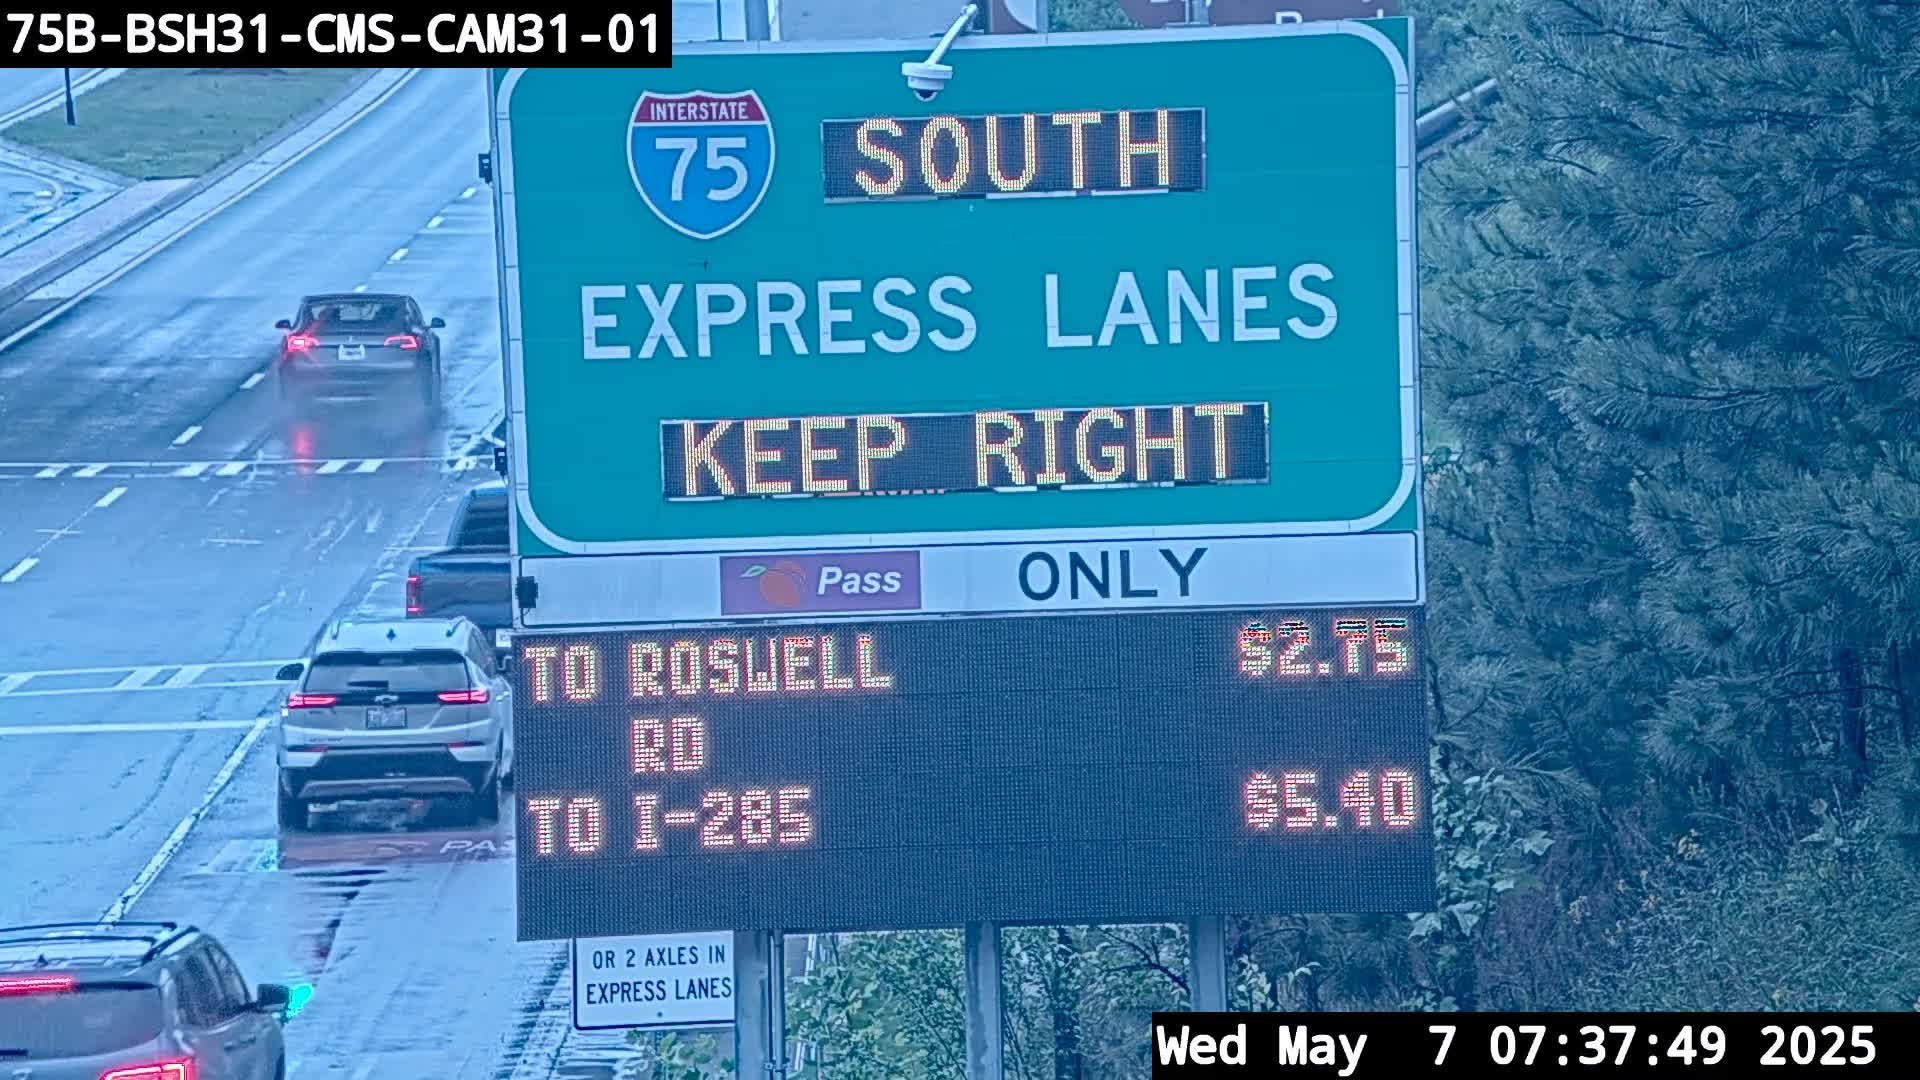 75B-BSH31-CMS-CAM31-01
INTERSTATE
75
SOUTH
EXPRESS LANES
KEEP RIGHT
Pass ONLY
TO ROSWELL $2.75
RD
TO I-285 $5.40
OR 2 AXLES IN
EXPRESS LANES
Wed May 7 07:37:49 2025